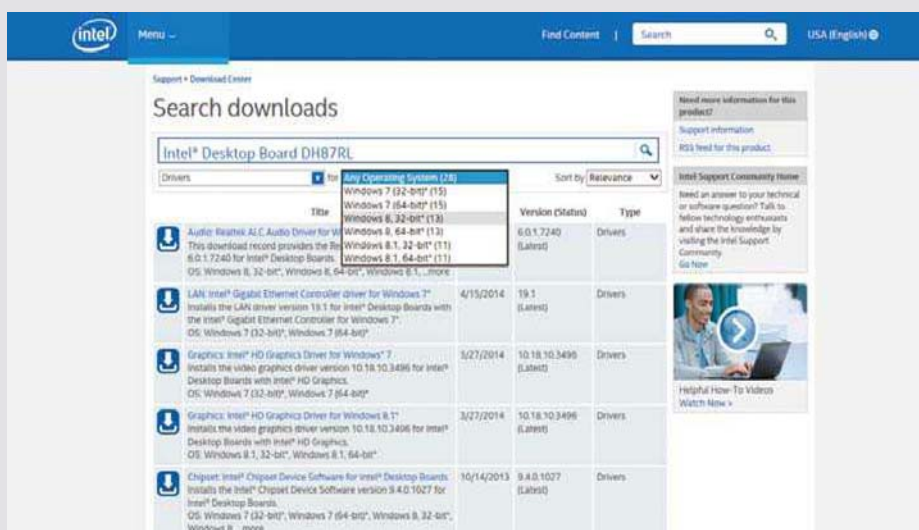 intel
Menu
Find Content | Search USA (English)
Support • Download Center
Search downloads
Intel® Desktop Board DH87RL
Drivers for Any Operating System (28) Sort by Relevance
Windows 7 (32-bit)* (15)
Windows 7 (64-bit)* (15)
Windows 8, 32-bit* (13)
Windows 8, 64-bit* (13)
Windows 8.1, 32-bit* (11)
Windows 8.1, 64-bit* (11)
Title Version (Status) Type
Audio: Realtek ALC Audio Driver for W
This download record provides the Re
6.0.1.7240 for Intel® Desktop Boards.
OS: Windows 8, 32-bit*, Windows 8, 64-bit*, Windows 8.1, ...more
6.0.1.7240
(Latest)
Drivers
LAN: Intel® Gigabit Ethernet Controller driver for Windows 7*
Installs the LAN driver version 19.1 for Intel® Desktop Boards with
the Intel® Gigabit Ethernet Controller for Windows 7*.
OS: Windows 7 (32-bit)*, Windows 7 (64-bit)*
4/15/2014
19.1
(Latest)
Drivers
Graphics: Intel® HD Graphics Driver for Windows* 7
Installs the video graphics driver version 10.18.10.3496 for Intel®
Desktop Boards with Intel® HD Graphics.
OS: Windows 7 (32-bit)*, Windows 7 (64-bit)*
3/27/2014
10.18.10.3496
(Latest)
Drivers
Graphics: Intel® HD Graphics Driver for Windows 8.1*
Installs the video graphics driver version 10.18.10.3496 for Intel®
Desktop Boards with Intel® HD Graphics.
OS: Windows 8.1, 32-bit*, Windows 8.1, 64-bit*
3/27/2014
10.18.10.3496
(Latest)
Drivers
Chipset: Intel® Chipset Device Software for Intel® Desktop Boards
Installs the Intel® Chipset Device Software version 9.4.0.1027 for
Intel® Desktop Boards.
OS: Windows 7 (32-bit)*, Windows 7 (64-bit)*, Windows 8, 32-bit*,
Windows 8, ...more
10/14/2013
9.4.0.1027
(Latest)
Drivers
Need more information for this
product?
Support information
RSS feed for this product
Intel Support Community Home
Need an answer to your technical
or software question? Talk to
fellow technology enthusiasts
and share the knowledge by
visiting the Intel Support
Community.
Go Now
Helpful How-To Videos
Watch Now >